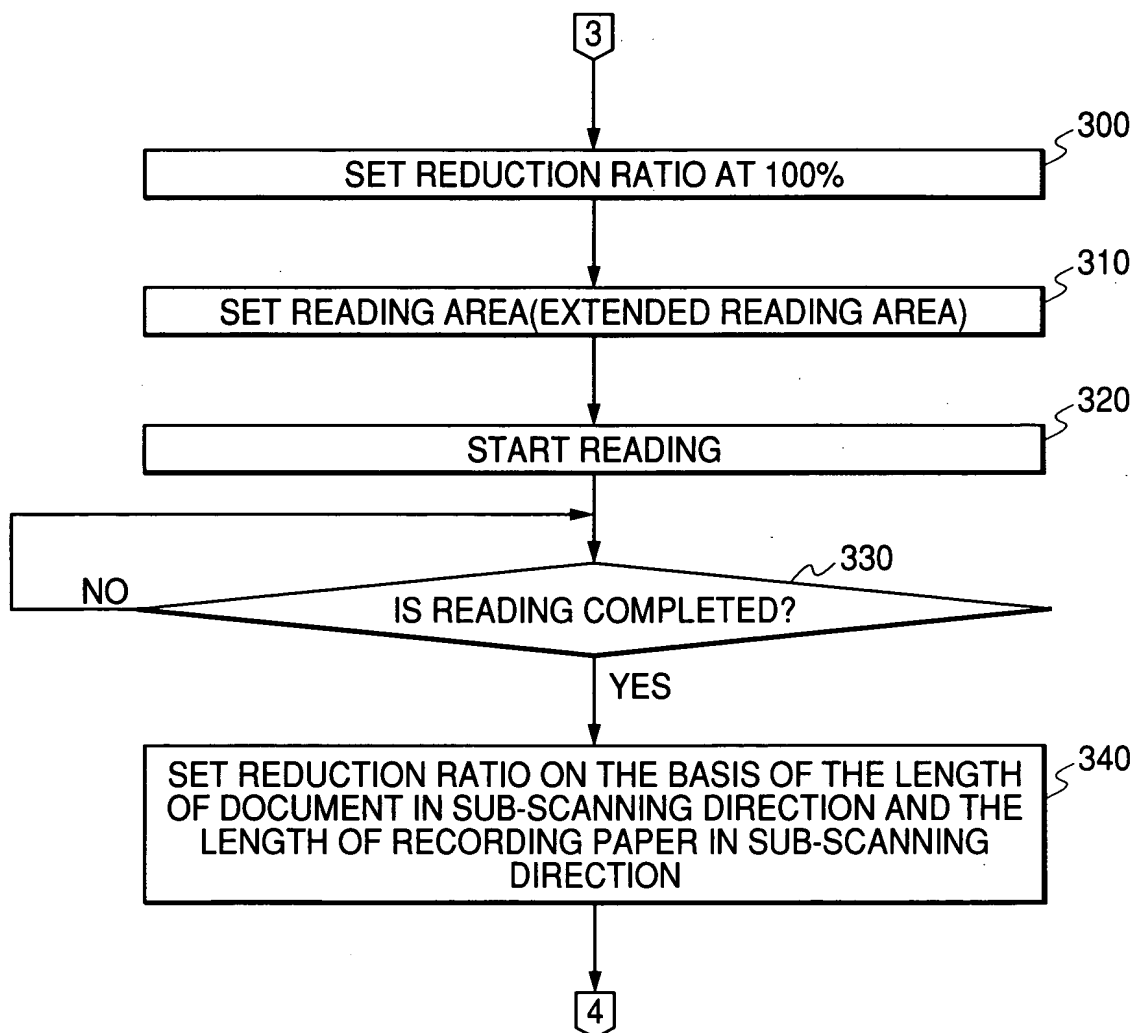 3
300
SET REDUCTION RATIO AT 100%
310
SET READING AREA(EXTENDED READING AREA)
320
START READING
330
NO
IS READING COMPLETED?
YES
340
SET REDUCTION RATIO ON THE BASIS OF THE LENGTH
OF DOCUMENT IN SUB-SCANNING DIRECTION AND THE
LENGTH OF RECORDING PAPER IN SUB-SCANNING
DIRECTION
4